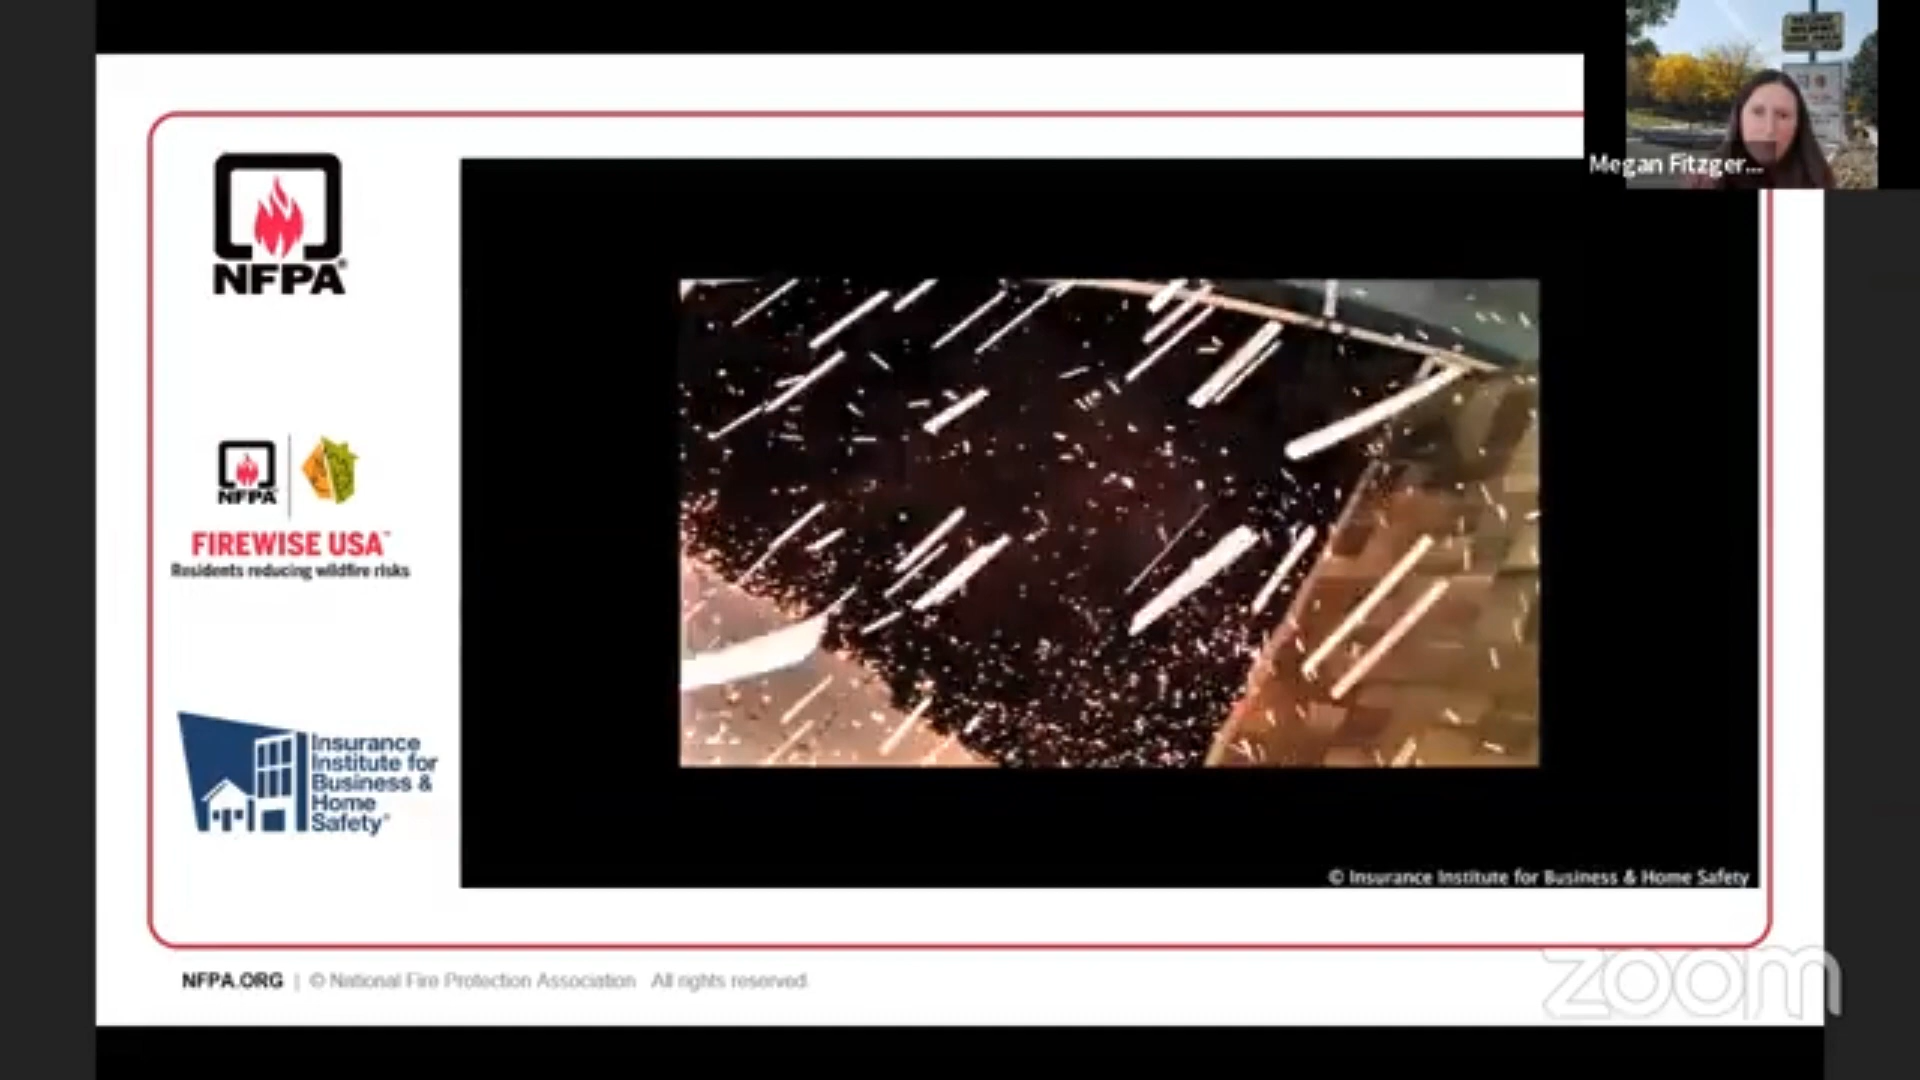 Megan Fitzger...
NFPA®
NFPA
FIREWISE USA™
Residents reducing wildfire risks
Insurance
Institute for
Business &
Home
Safety®
© Insurance Institute for Business & Home Safety
NFPA.ORG | © National Fire Protection Association All rights reserved.
zoom